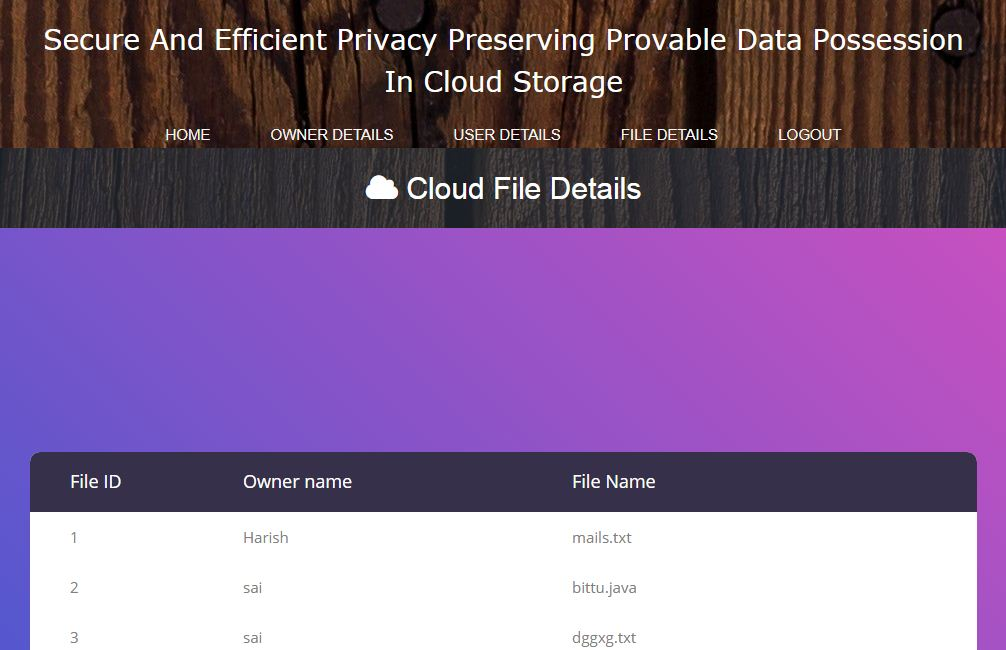 Secure And Efficient Privacy Preserving Provable Data Possession
In Cloud Storage
HOME OWNER DETAILS USER DETAILS FILE DETAILS LOGOUT
Cloud File Details
File ID Owner name File Name
1 Harish mails.txt
2 sai bittu.java
3 sai dggxg.txt